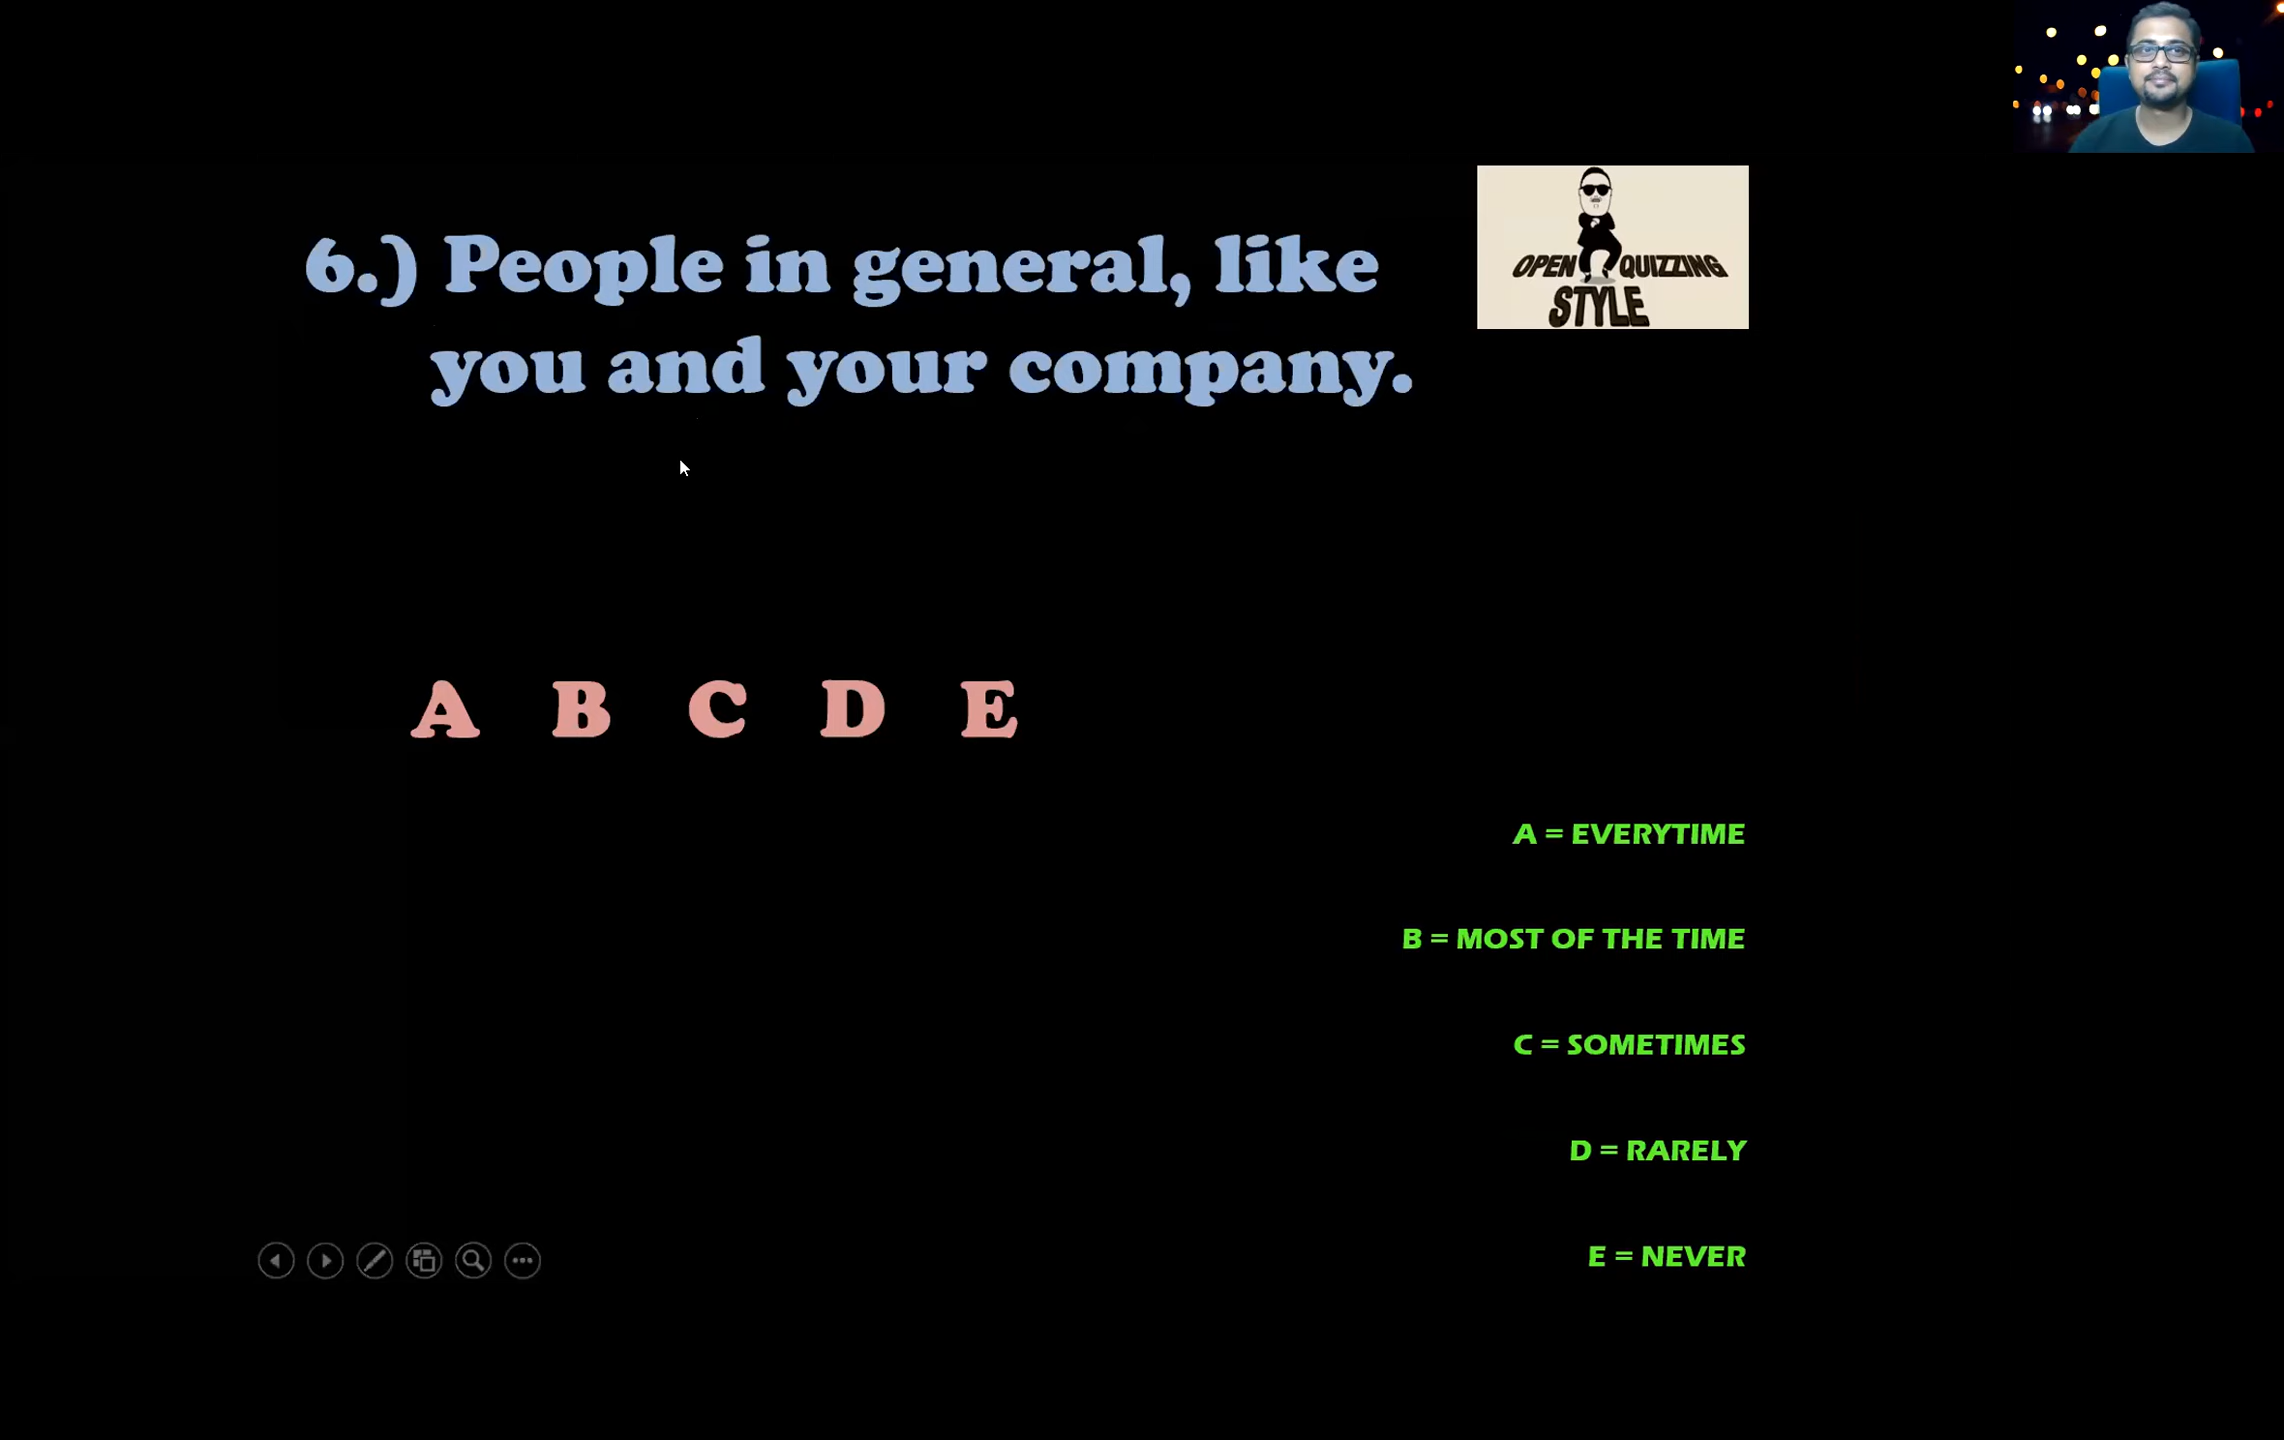 6.) People in general, like
you and your company.
OPEN QUIZZING
STYLE
A B C D E
A = EVERYTIME
B = MOST OF THE TIME
C = SOMETIMES
D = RARELY
E = NEVER